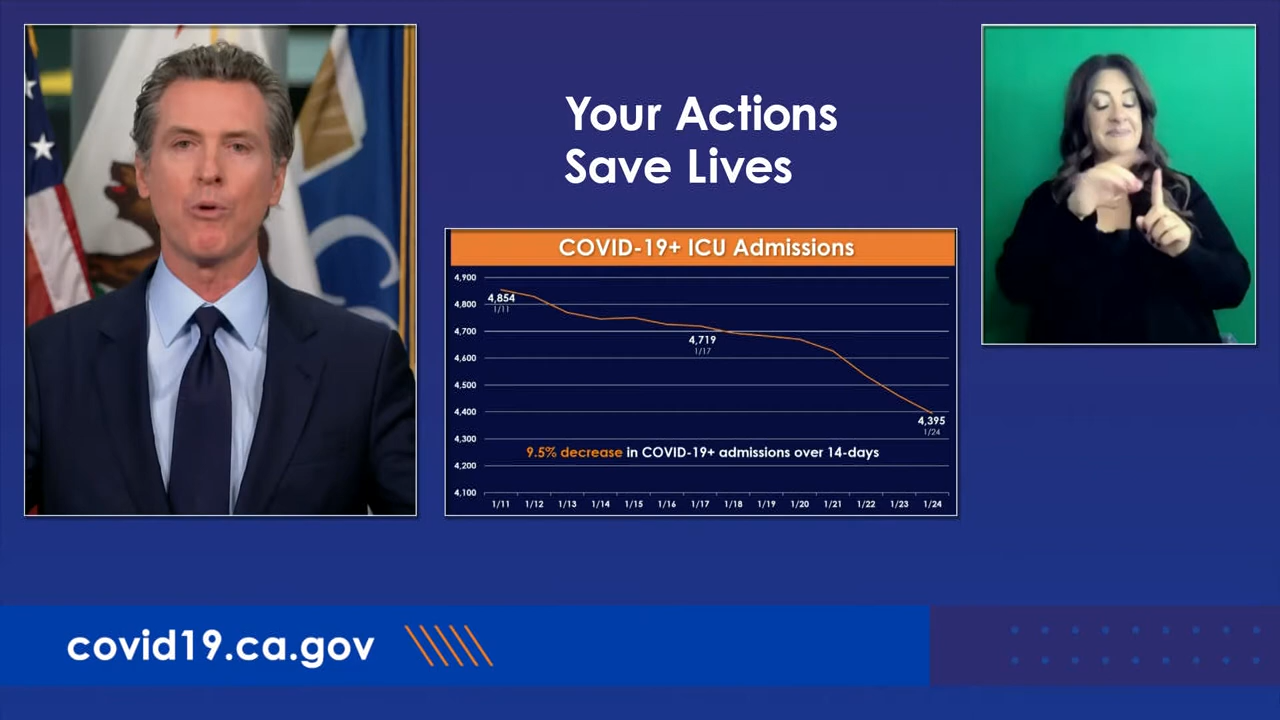 Your Actions
Save Lives
COVID-19+ ICU Admissions
4,900
4,800
4,700
4,600
4,500
4,400
4,300
4,200
4,100
4,854
1/11
4,719
1/17
4,395
1/24
9.5% decrease in COVID-19+ admissions over 14-days
1/11 1/12 1/13 1/14 1/15 1/16 1/17 1/18 1/19 1/20 1/21 1/22 1/23 1/24
covid19.ca.gov